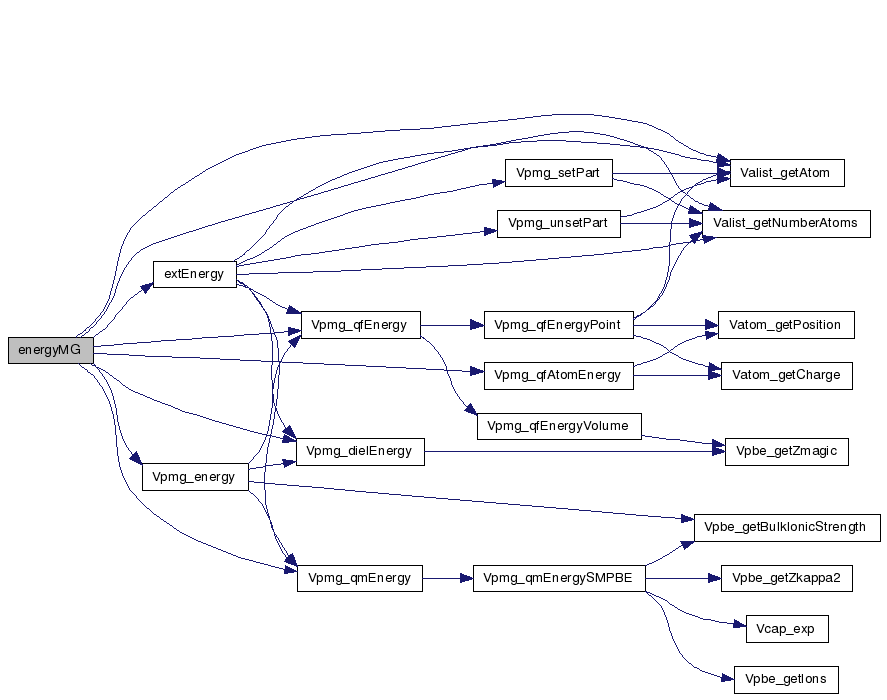 Vpmg_setPart
Valist_getAtom
Vpmg_unsetPart
Valist_getNumberAtoms
extEnergy
Vpmg_qfEnergy
Vpmg_qfEnergyPoint
Vatom_getPosition
energyMG
Vpmg_qfAtomEnergy
Vatom_getCharge
Vpmg_qfEnergyVolume
Vpmg_dielEnergy
Vpbe_getZmagic
Vpmg_energy
Vpbe_getBulkIonicStrength
Vpmg_qmEnergy
Vpmg_qmEnergySMPBE
Vpbe_getZkappa2
Vcap_exp
Vpbe_getIons